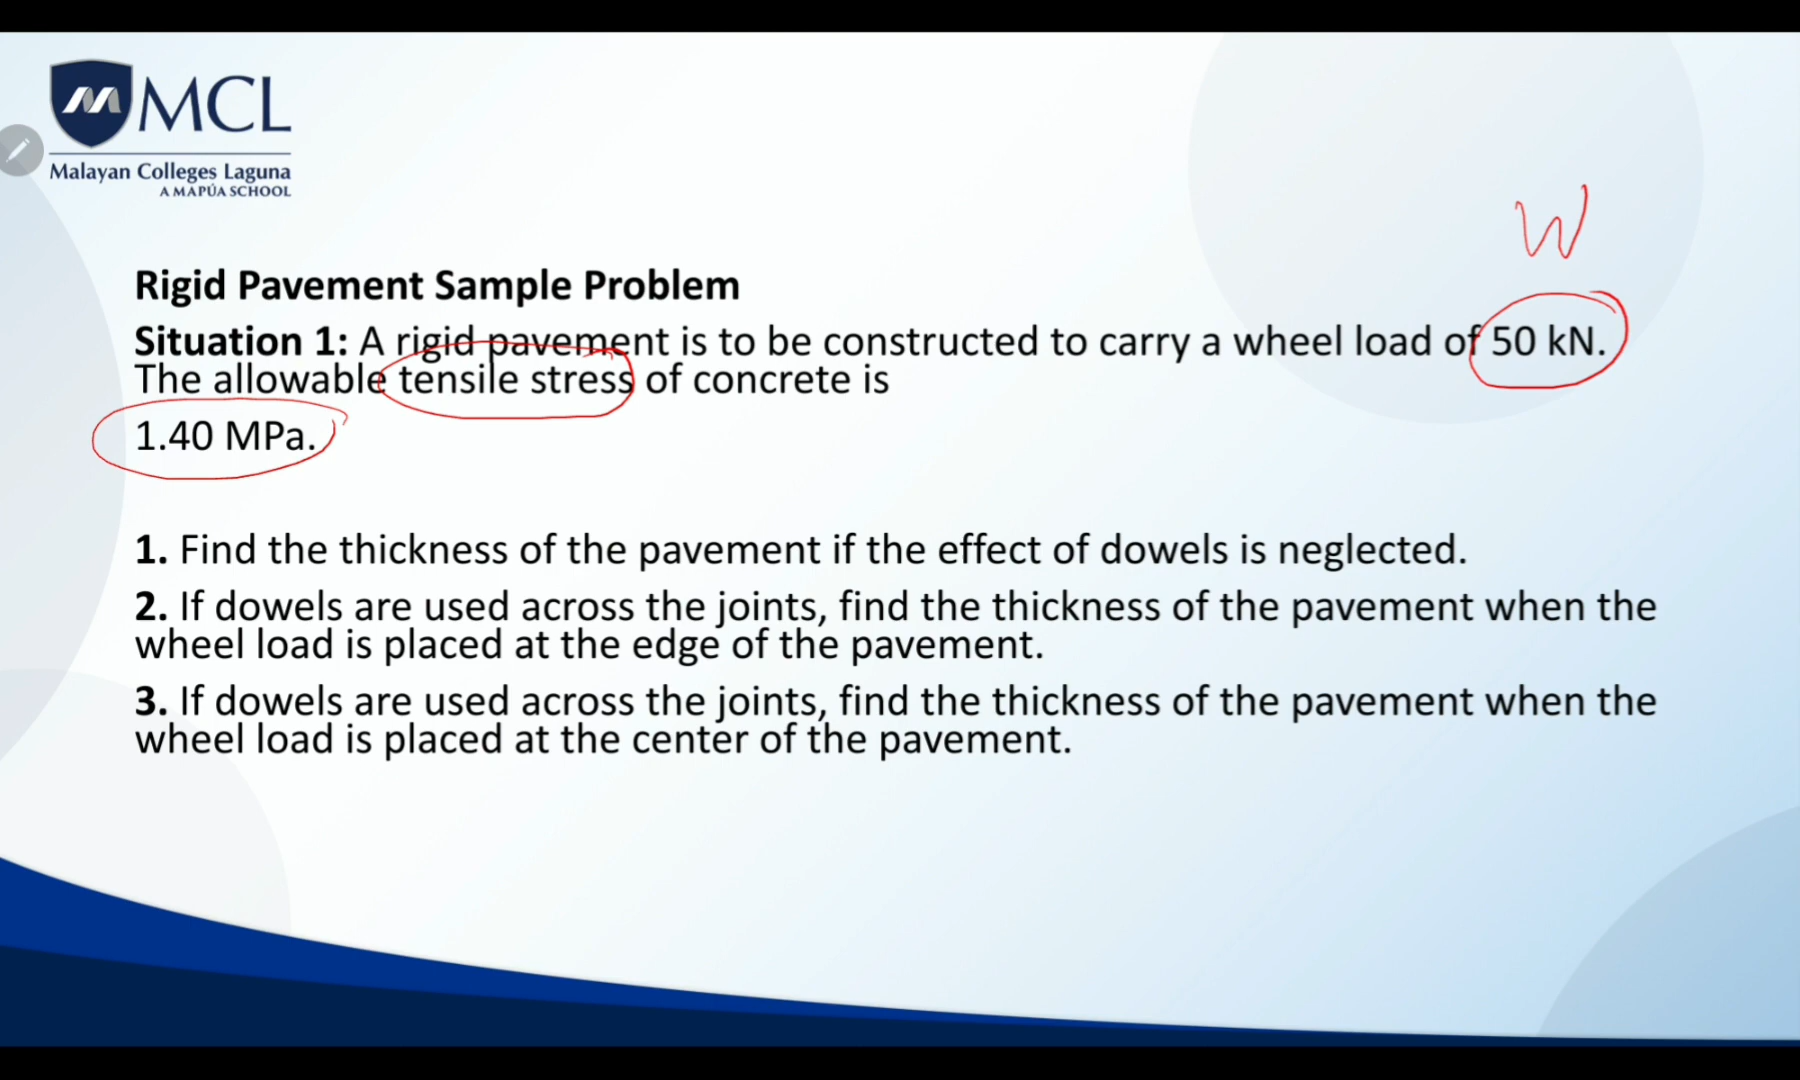 MCL
Malayan Colleges Laguna
A MAPÚA SCHOOL
W
Rigid Pavement Sample Problem
Situation 1: A rigid pavement is to be constructed to carry a wheel load of 50 kN.
The allowable tensile stress of concrete is
1.40 MPa.
1. Find the thickness of the pavement if the effect of dowels is neglected.
2. If dowels are used across the joints, find the thickness of the pavement when the
wheel load is placed at the edge of the pavement.
3. If dowels are used across the joints, find the thickness of the pavement when the
wheel load is placed at the center of the pavement.